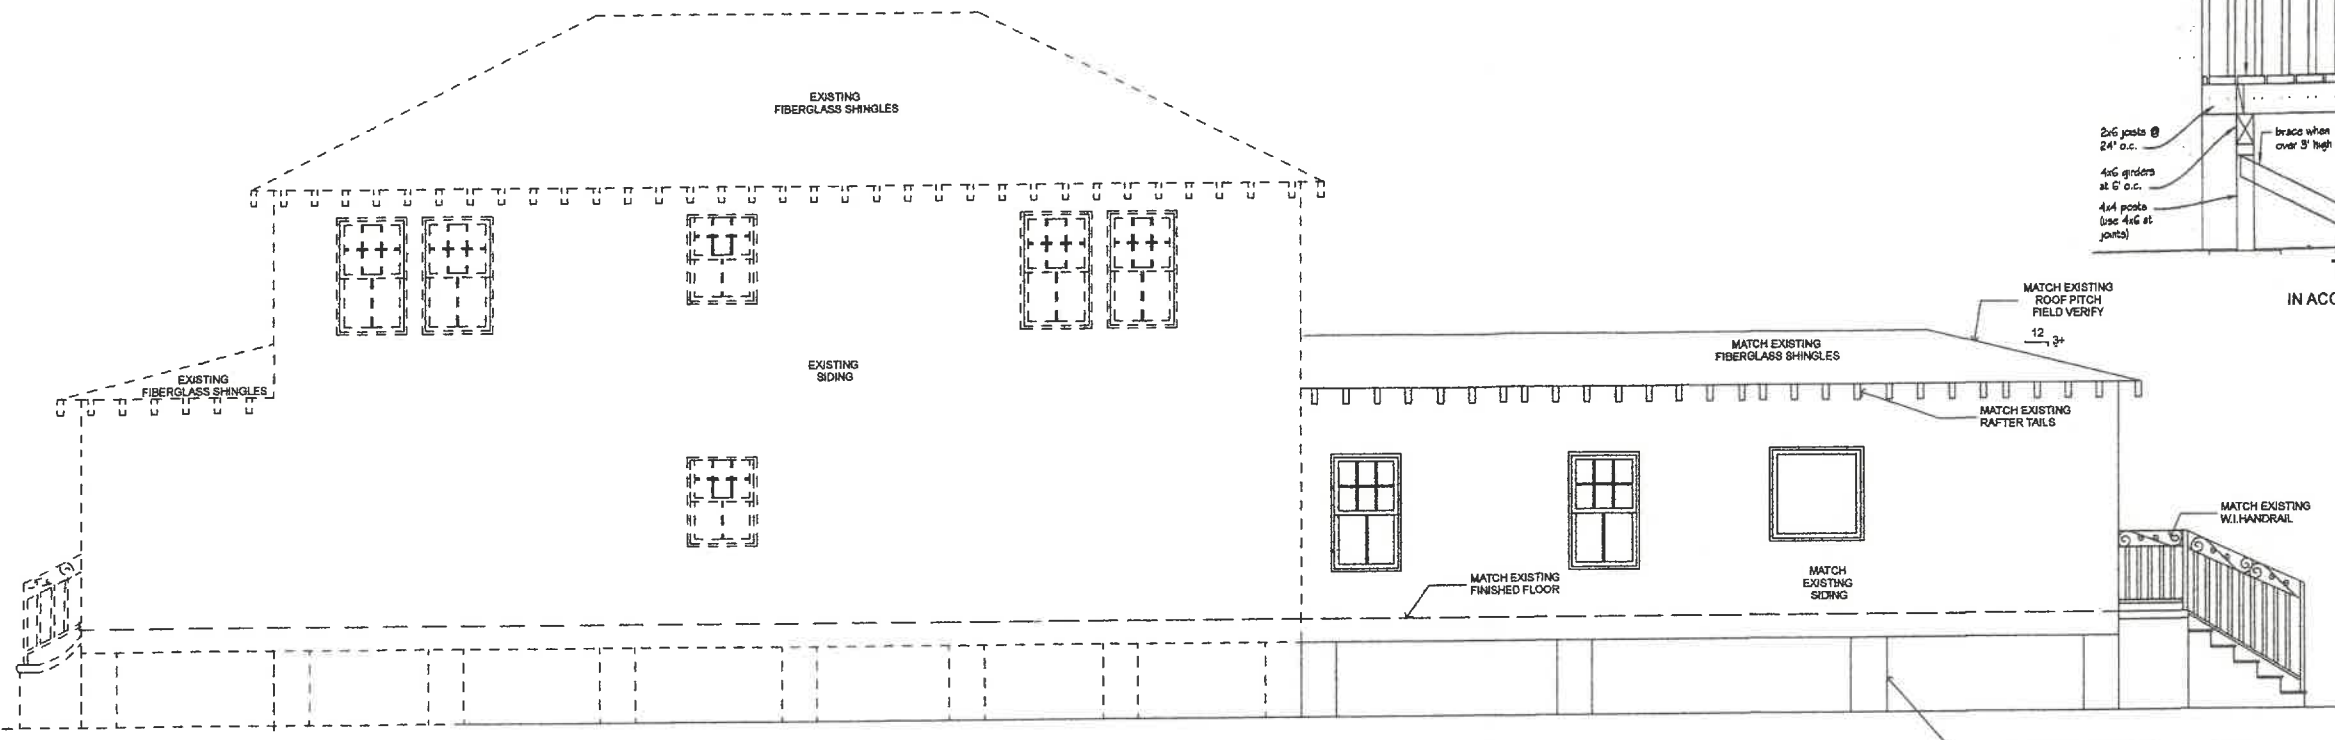 EXISTING
FIBERGLASS SHINGLES
2x6 joists @
24" o.c.
brace when
over 3' high
4x6 girders
at 6' o.c.
4x4 posts
(use 4x6 at
joints)
MATCH EXISTING
ROOF PITCH
FIELD VERIFY
IN ACC
12
3+
MATCH EXISTING
FIBERGLASS SHINGLES
EXISTING
SIDING
EXISTING
FIBERGLASS SHINGLES
MATCH EXISTING
RAFTER TAILS
MATCH EXISTING
W.I.HANDRAIL
MATCH EXISTING
FINISHED FLOOR
MATCH
EXISTING
SIDING